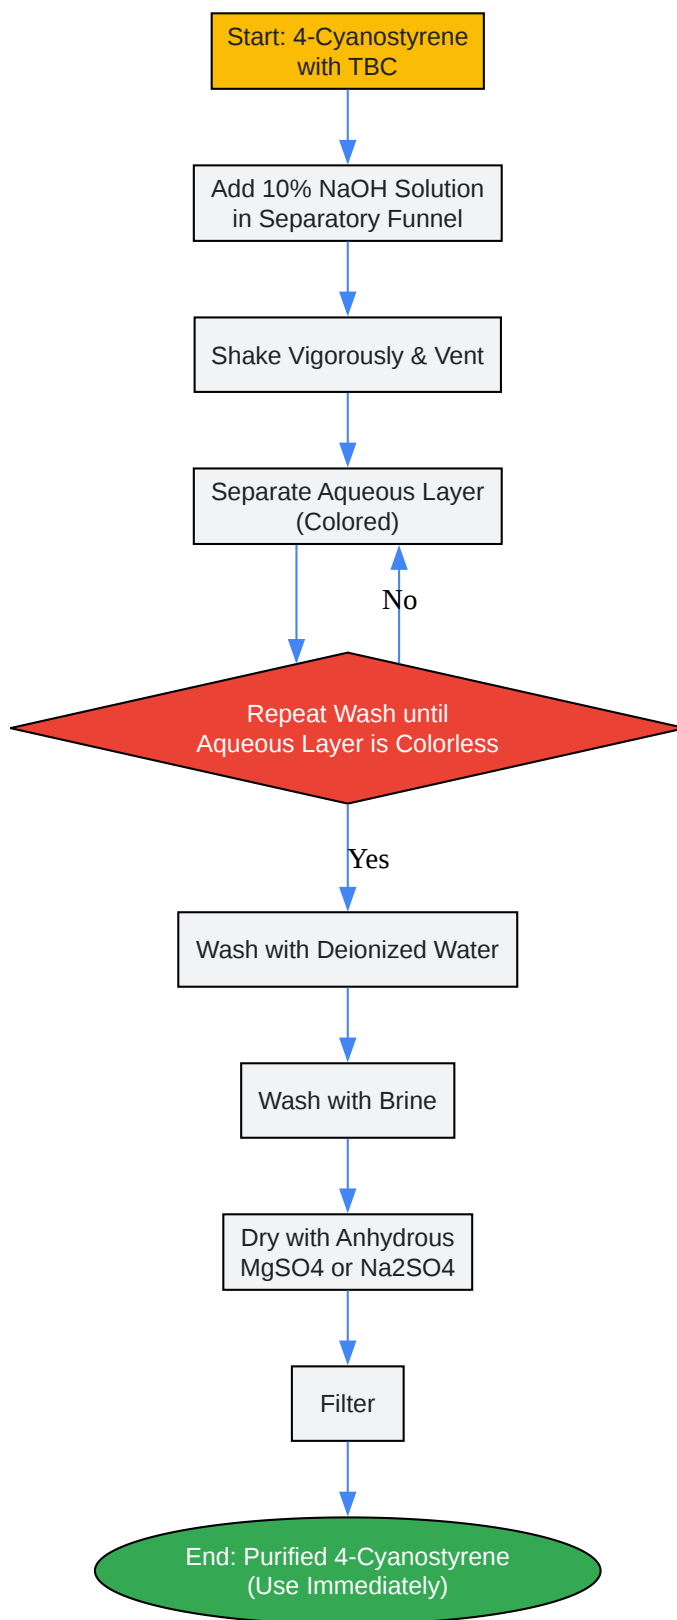 Start: 4-Cyanostyrene
with TBC
Add 10% NaOH Solution
in Separatory Funnel
Shake Vigorously & Vent
Separate Aqueous Layer
(Colored)
No
Repeat Wash until
Aqueous Layer is Colorless
Yes
Wash with Deionized Water
Wash with Brine
Dry with Anhydrous
MgSO4 or Na2SO4
Filter
End: Purified 4-Cyanostyrene
(Use Immediately)